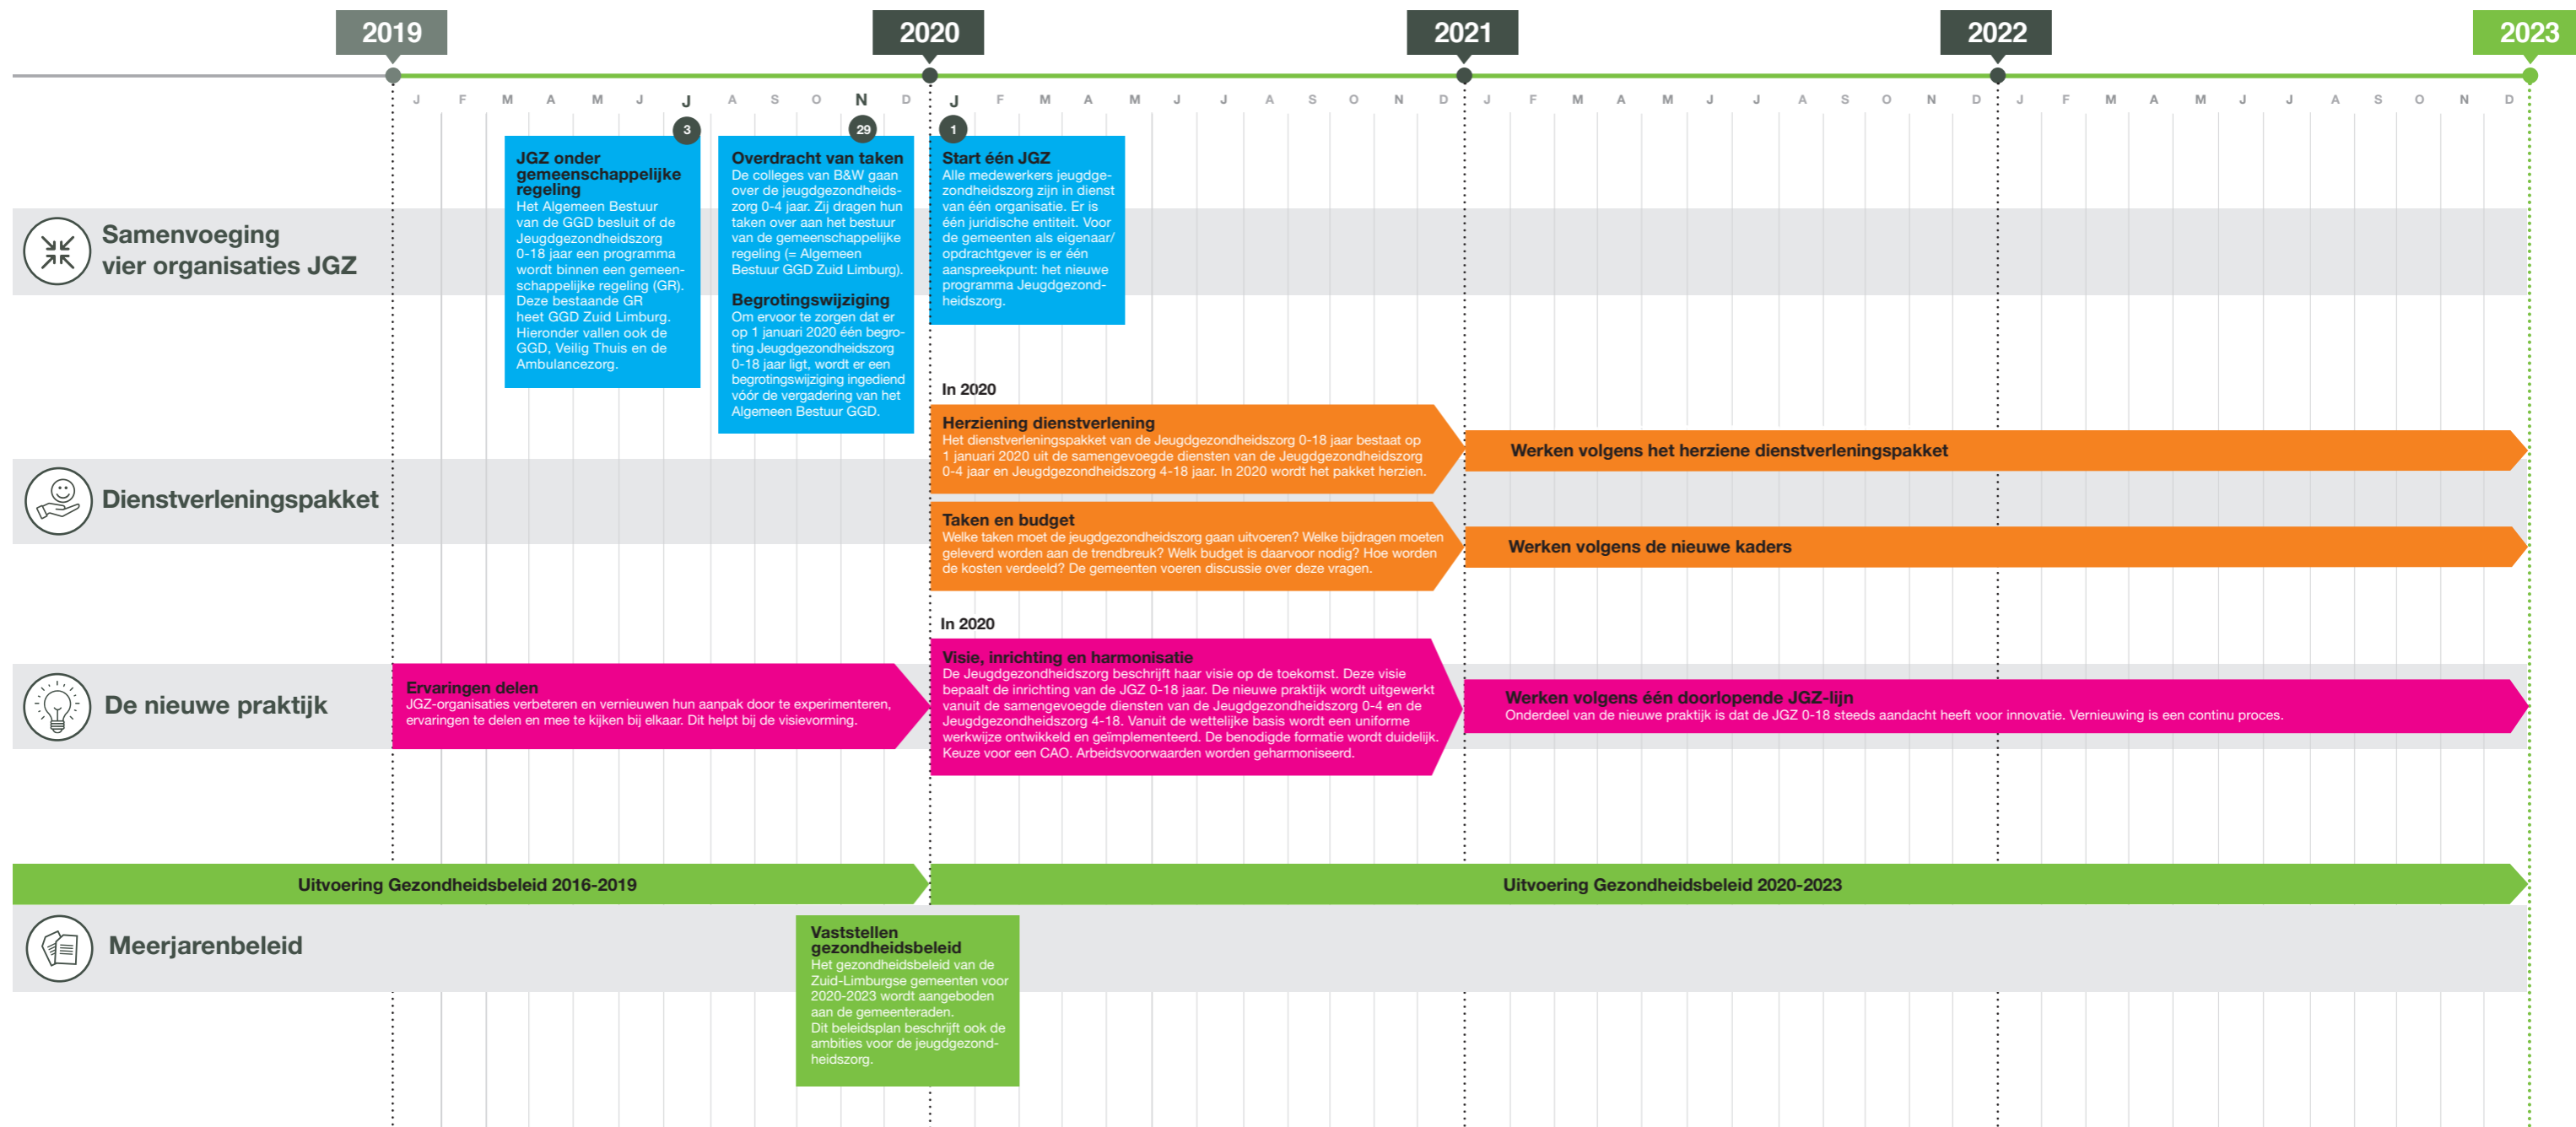 2019
2020
2021
2022
2023
J F M A M J J A S O N D J F M A M J J A S O N D J F M A M J J A S O N D J F M A M J J A S O N D
3
29
1
Samenvoeging
vier organisaties JGZ
JGZ onder
gemeenschappelijke
regeling
Het Algemeen Bestuur
van de GGD besluit of de
Jeugdgezondheidszorg
0-18 jaar een programma
wordt binnen een gemeen-
schappelijke regeling (GR).
Deze bestaande GR
heet GGD Zuid Limburg.
Hieronder vallen ook de
GGD, Veilig Thuis en de
Ambulancezorg.
Overdracht van taken
De colleges van B&W gaan
over de jeugdgezondheids-
zorg 0-4 jaar. Zij dragen hun
taken over aan het bestuur
van de gemeenschappelijke
regeling (= Algemeen
Bestuur GGD Zuid Limburg).
Begrotingswijziging
Om ervoor te zorgen dat er
op 1 januari 2020 één begro-
ting Jeugdgezondheidszorg
0-18 jaar ligt, wordt er een
begrotingswijziging ingediend
vóór de vergadering van het
Algemeen Bestuur GGD.
Start één JGZ
Alle medewerkers jeugdge-
zondheidszorg zijn in dienst
van één organisatie. Er is
één juridische entiteit. Voor
de gemeenten als eigenaar/
opdrachtgever is er één
aanspreekpunt: het nieuwe
programma Jeugdgezond-
heidszorg.
Dienstverleningspakket
In 2020
Herziening dienstverlening
Het dienstverleningspakket van de Jeugdgezondheidszorg 0-18 jaar bestaat op
1 januari 2020 uit de samengevoegde diensten van de Jeugdgezondheidszorg
0-4 jaar en Jeugdgezondheidszorg 4-18 jaar. In 2020 wordt het pakket herzien.
Werken volgens het herziene dienstverleningspakket
Taken en budget
Welke taken moet de jeugdgezondheidszorg gaan uitvoeren? Welke bijdragen moeten
geleverd worden aan de trendbreuk? Welk budget is daarvoor nodig? Hoe worden
de kosten verdeeld? De gemeenten voeren discussie over deze vragen.
Werken volgens de nieuwe kaders
De nieuwe praktijk
Ervaringen delen
JGZ-organisaties verbeteren en vernieuwen hun aanpak door te experimenteren,
ervaringen te delen en mee te kijken bij elkaar. Dit helpt bij de visievorming.
In 2020
Visie, inrichting en harmonisatie
De Jeugdgezondheidszorg beschrijft haar visie op de toekomst. Deze visie
bepaalt de inrichting van de JGZ 0-18 jaar. De nieuwe praktijk wordt uitgewerkt
vanuit de samengevoegde diensten van de Jeugdgezondheidszorg 0-4 en de
Jeugdgezondheidszorg 4-18. Vanuit de wettelijke basis wordt een uniforme
werkwijze ontwikkeld en geïmplementeerd. De benodigde formatie wordt duidelijk.
Keuze voor een CAO. Arbeidsvoorwaarden worden geharmoniseerd.
Werken volgens één doorlopende JGZ-lijn
Onderdeel van de nieuwe praktijk is dat de JGZ 0-18 steeds aandacht heeft voor innovatie. Vernieuwing is een continu proces.
Uitvoering Gezondheidsbeleid 2016-2019
Uitvoering Gezondheidsbeleid 2020-2023
Meerjarenbeleid
Vaststellen
gezondheidsbeleid
Het gezondheidsbeleid van de
Zuid-Limburgse gemeenten voor
2020-2023 wordt aangeboden
aan de gemeenteraden.
Dit beleidsplan beschrijft ook de
ambities voor de jeugdgezond-
heidszorg.